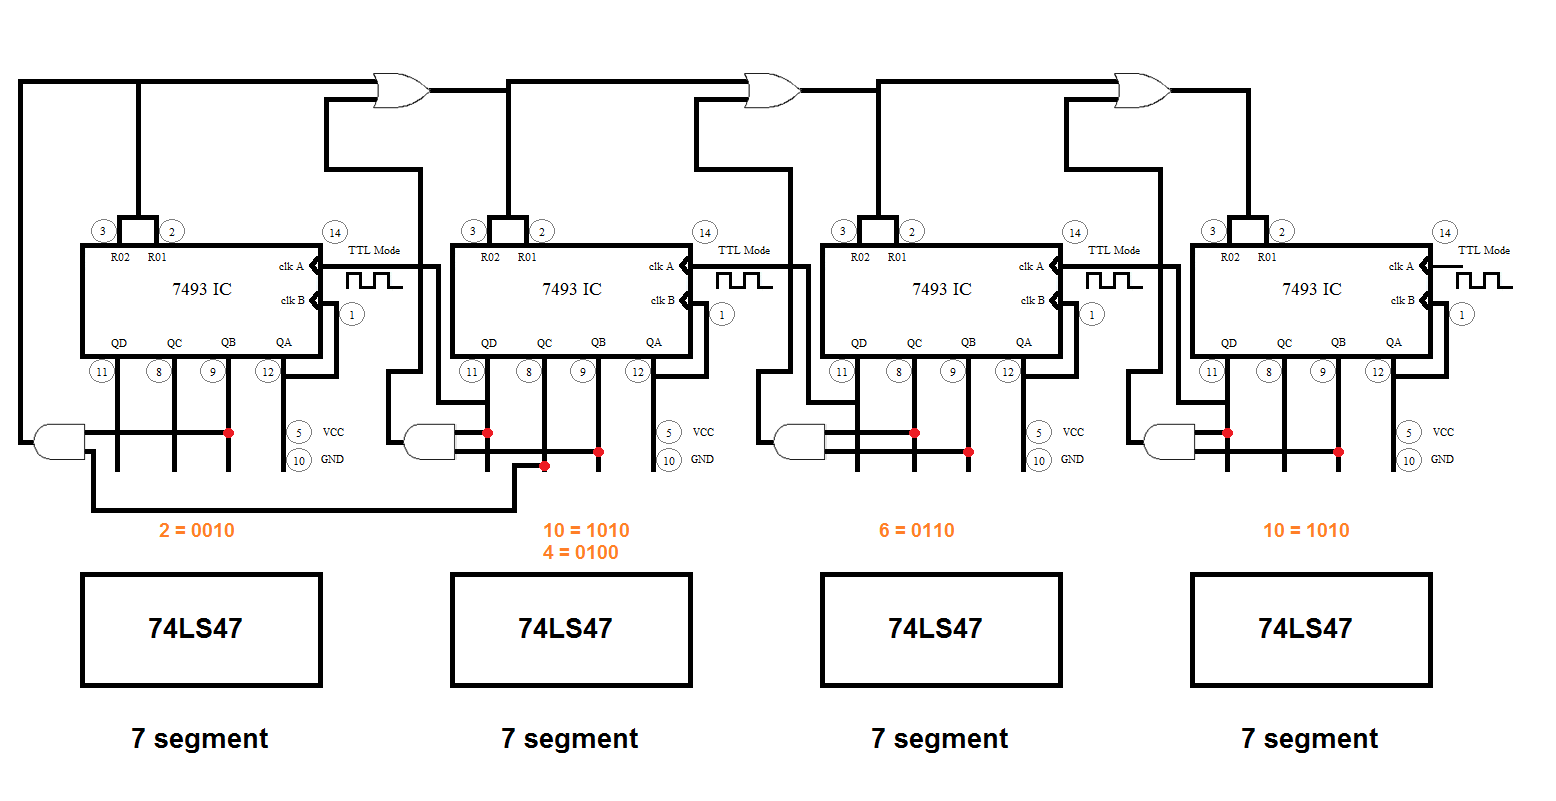 3 2 14 3 2 14 3 2 14 3 2 14
TTL Mode TTL Mode TTL Mode TTL Mode
R02 R01 R02 R01 R02 R01 R02 R01
clk A clk A clk A clk A
7493 IC 7493 IC 7493 IC 7493 IC
clk B clk B clk B clk B
1 1 1 1
QD QC QB QA QD QC QB QA QD QC QB QA QD QC QB QA
11 8 9 12 11 8 9 12 11 8 9 12 11 8 9 12
5 VCC 5 VCC 5 VCC 5 VCC
10 GND 10 GND 10 GND 10 GND
2 = 0010 10 = 1010 6 = 0110 10 = 1010
4 = 0100
74LS47 74LS47 74LS47 74LS47
7 segment 7 segment 7 segment 7 segment